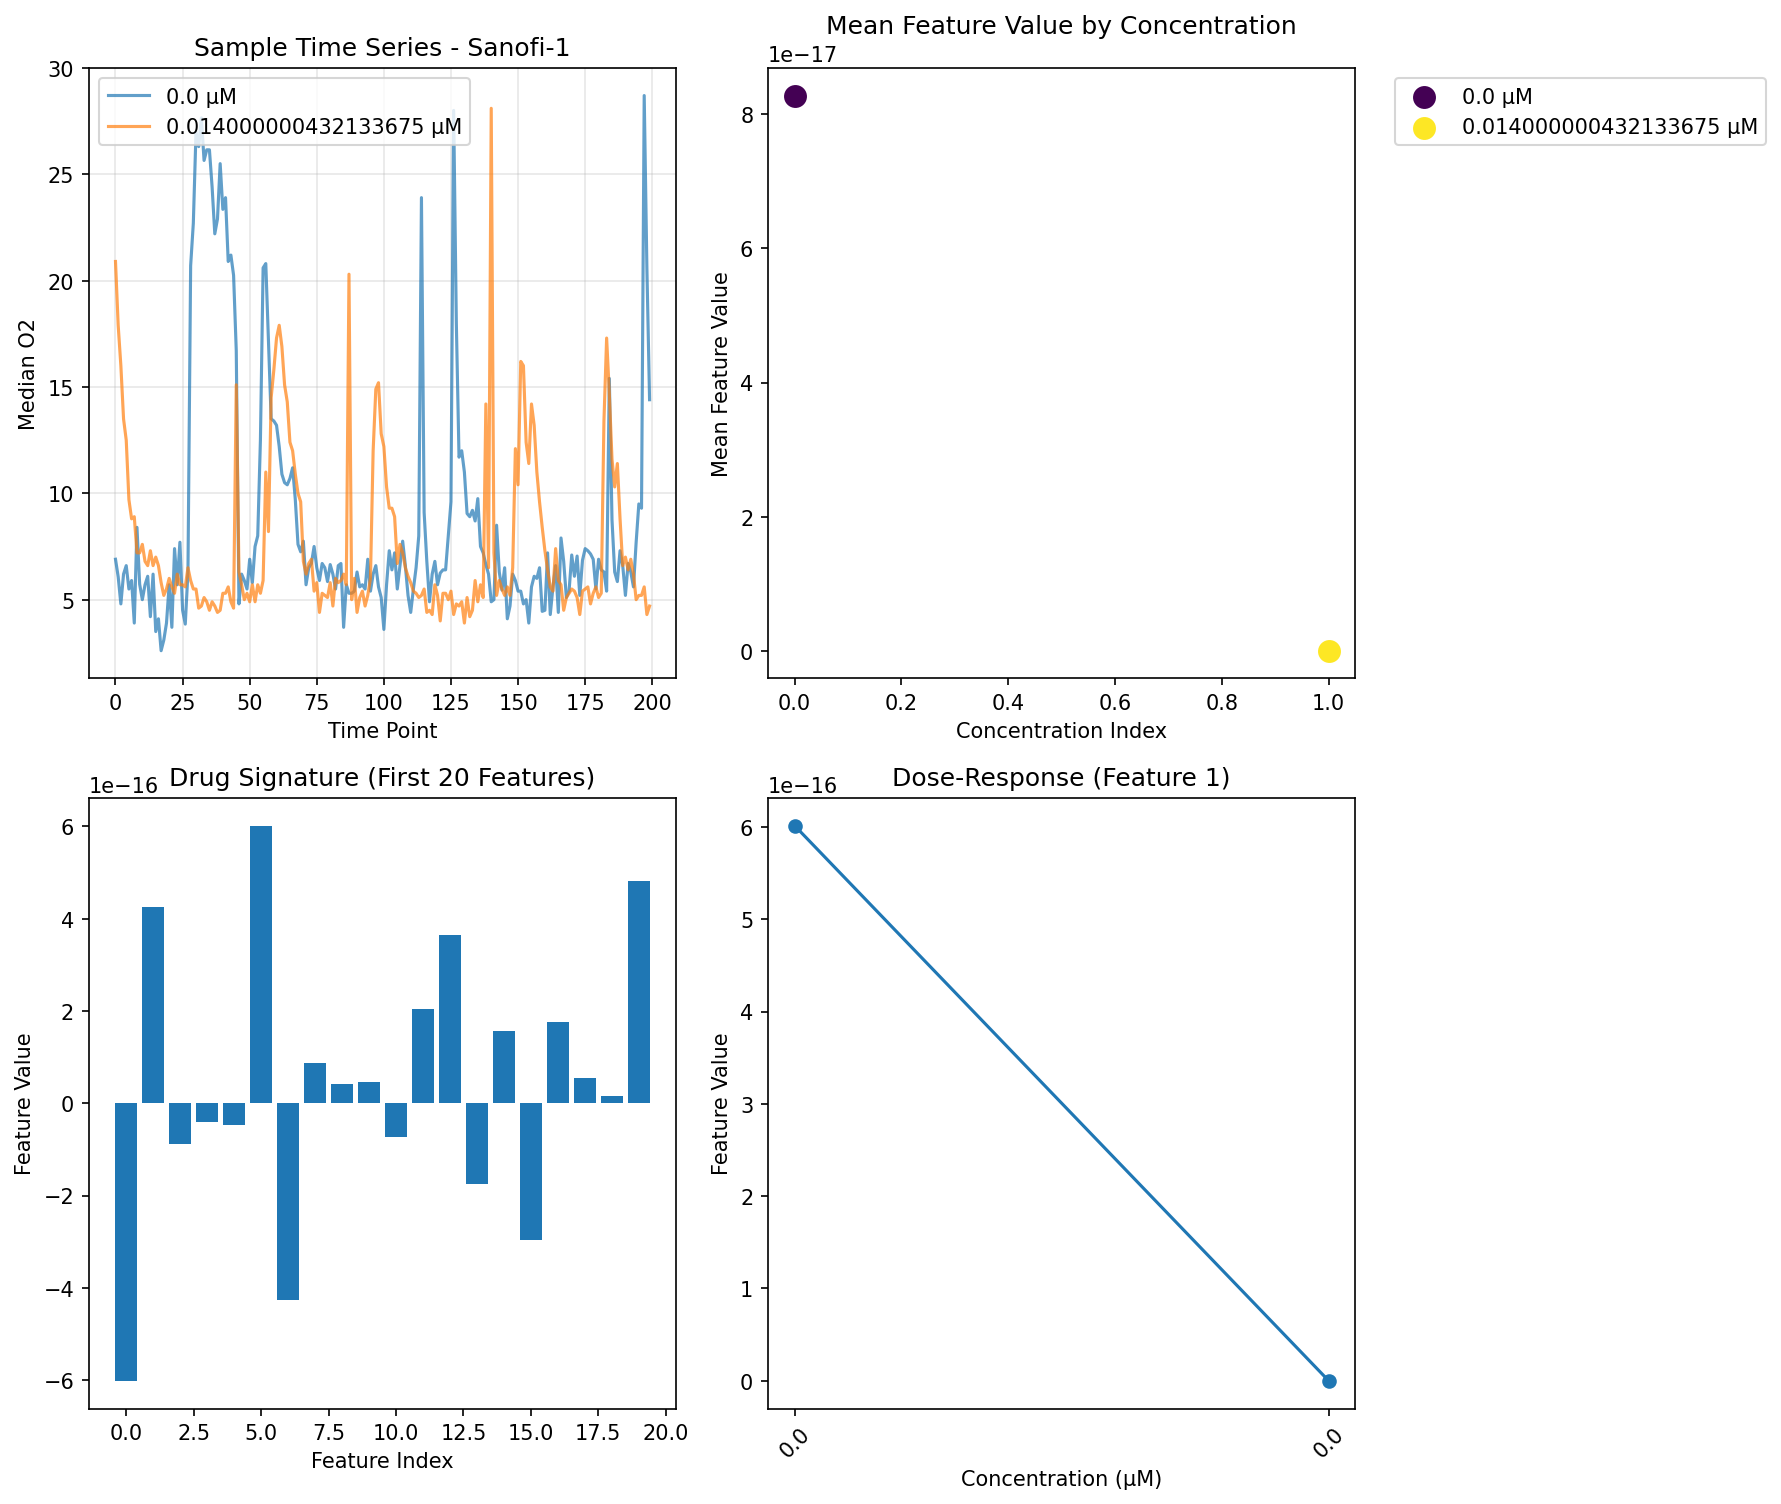 Sample Time Series - Sanofi-1
0.0 µM
0.014000000432133675 µM
30
25
20
15
10
5
Median O2
0 25 50 75 100 125 150 175 200
Time Point
Mean Feature Value by Concentration
1e−17
8
6
4
2
0
Mean Feature Value
0.0 0.2 0.4 0.6 0.8 1.0
Concentration Index
0.0 µM
0.014000000432133675 µM
Drug Signature (First 20 Features)
1e−16
6
4
2
0
−2
−4
−6
Feature Value
0.0 2.5 5.0 7.5 10.0 12.5 15.0 17.5 20.0
Feature Index
Dose-Response (Feature 1)
1e−16
6
5
4
3
2
1
0
Feature Value
0.0 0.0
Concentration (µM)